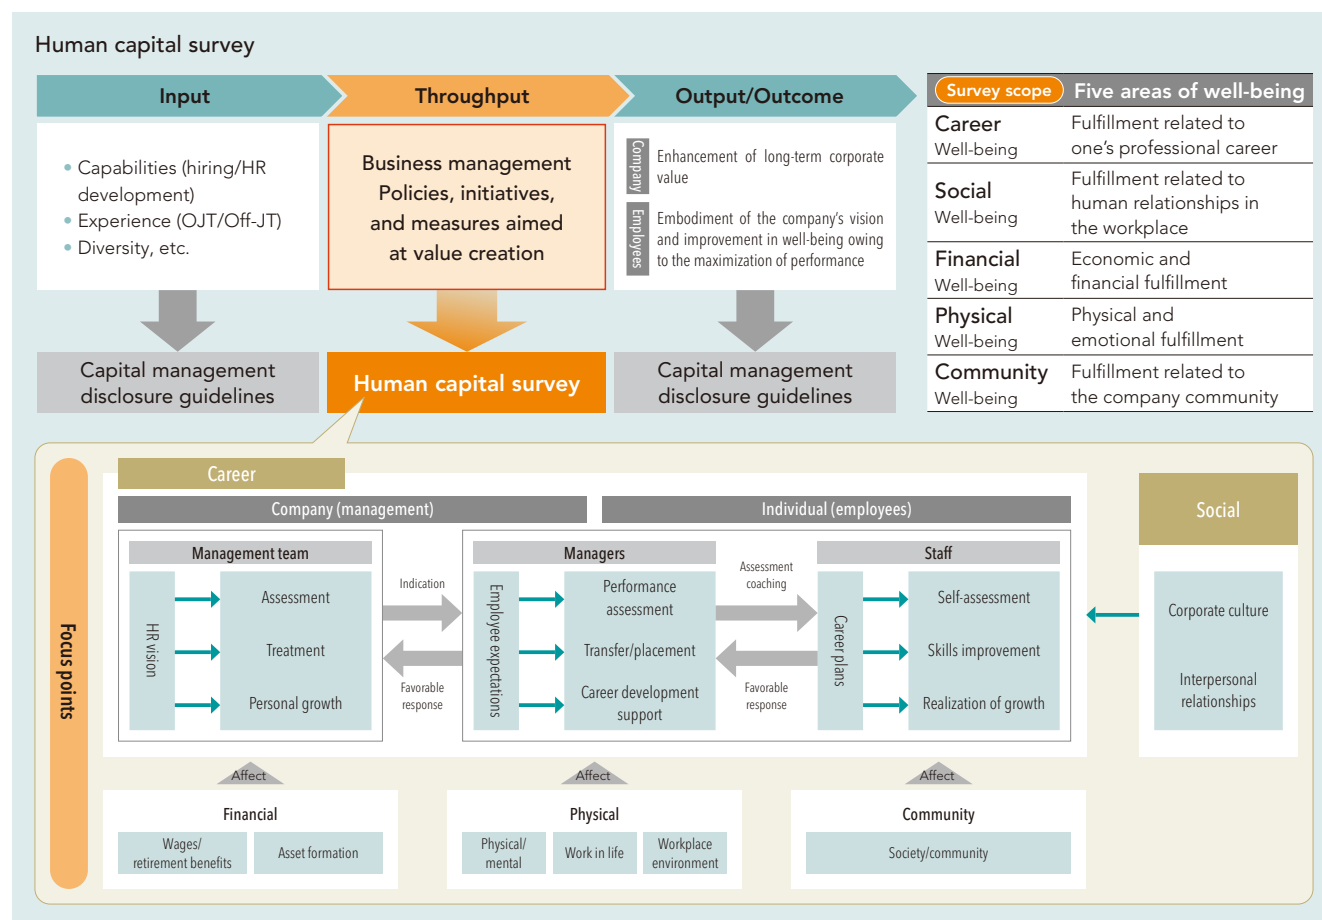 Human capital survey
Input
Throughput
Output/Outcome
• Capabilities (hiring/HR
development)
• Experience (OJT/Off-JT)
• Diversity, etc.
Business management
Policies, initiatives,
and measures aimed
at value creation
Company
Enhancement of long-term corporate
value
Employees
Embodiment of the company's vision
and improvement in well-being owing
to the maximization of performance
Capital management
disclosure guidelines
Human capital survey
Capital management
disclosure guidelines
Survey scope
Five areas of well-being
Career
Well-being
Fulfillment related to
one's professional career
Social
Well-being
Fulfillment related to
human relationships in
the workplace
Financial
Well-being
Economic and
financial fulfillment
Physical
Well-being
Physical and
emotional fulfillment
Community
Well-being
Fulfillment related to
the company community
Focus points
Career
Company (management)
Individual (employees)
Management team
HR vision
Assessment
Treatment
Personal growth
Indication
Favorable
response
Managers
Employee expectations
Performance
assessment
Transfer/placement
Career development
support
Assessment
coaching
Favorable
response
Staff
Career plans
Self-assessment
Skills improvement
Realization of growth
Social
Corporate culture
Interpersonal
relationships
Affect
Financial
Wages/
retirement benefits
Asset formation
Affect
Physical
Physical/
mental
Work in life
Workplace
environment
Affect
Community
Society/community